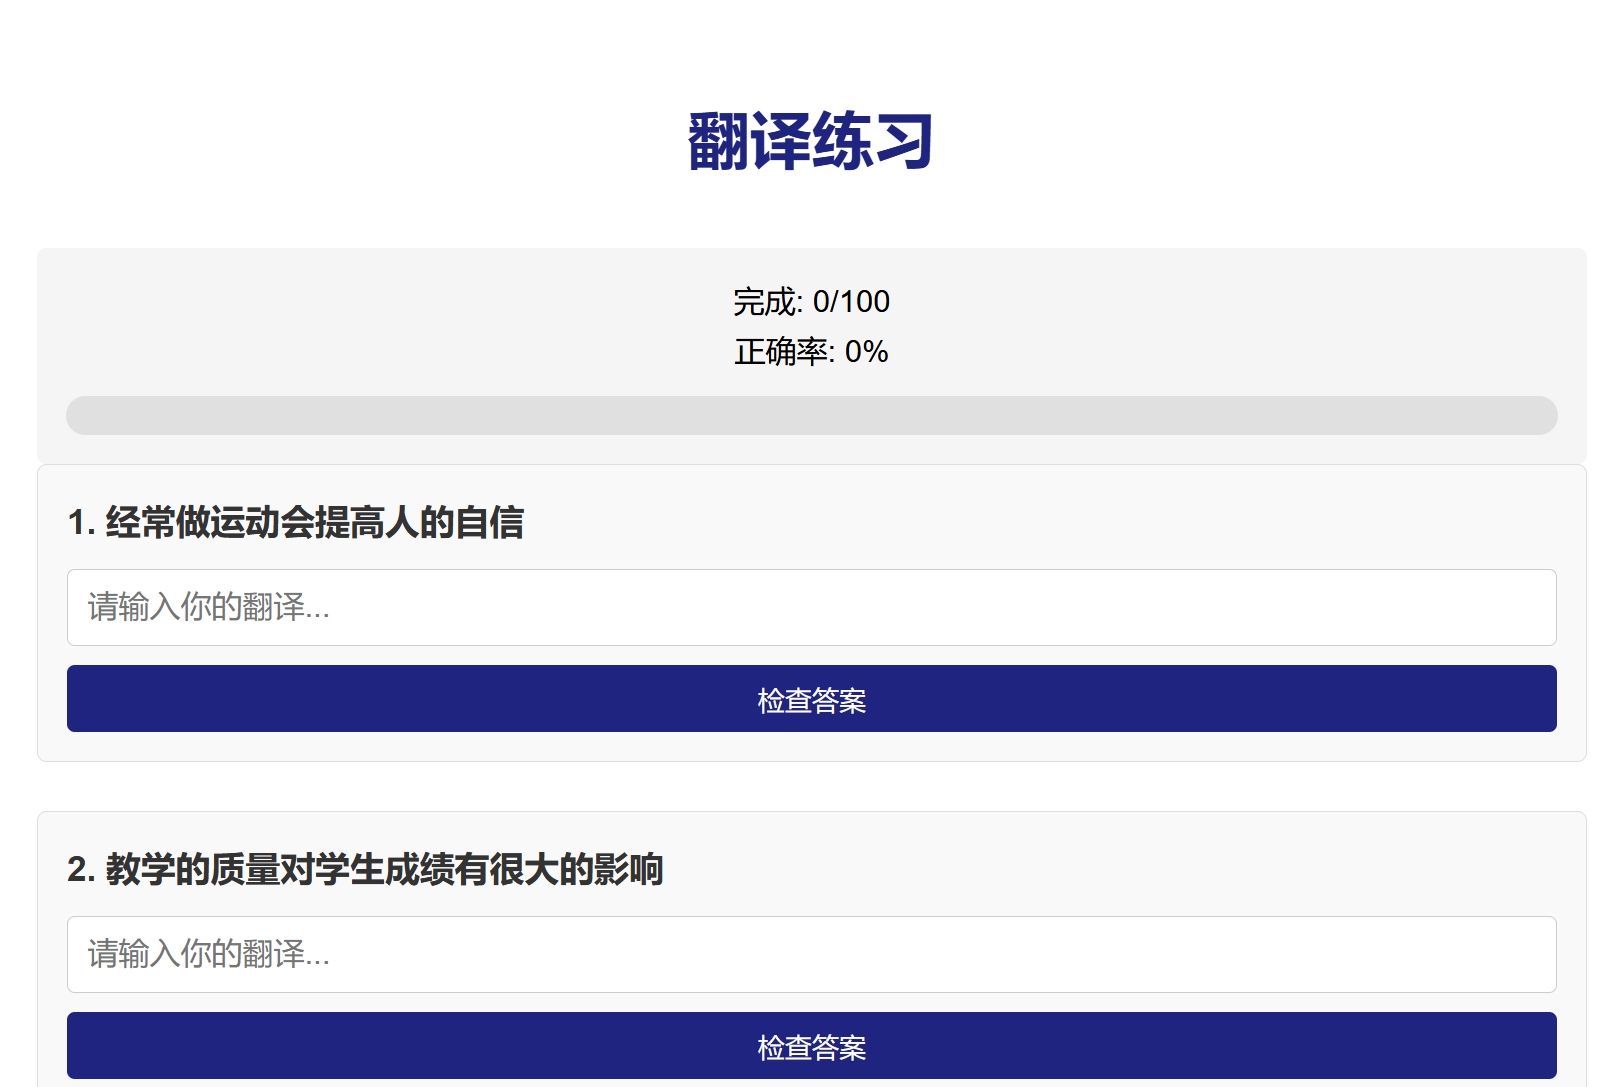 翻译练习
完成: 0/100
正确率: 0%
1. 经常做运动会提高人的自信
请输入你的翻译...
检查答案
2. 教学的质量对学生成绩有很大的影响
请输入你的翻译...
检查答案